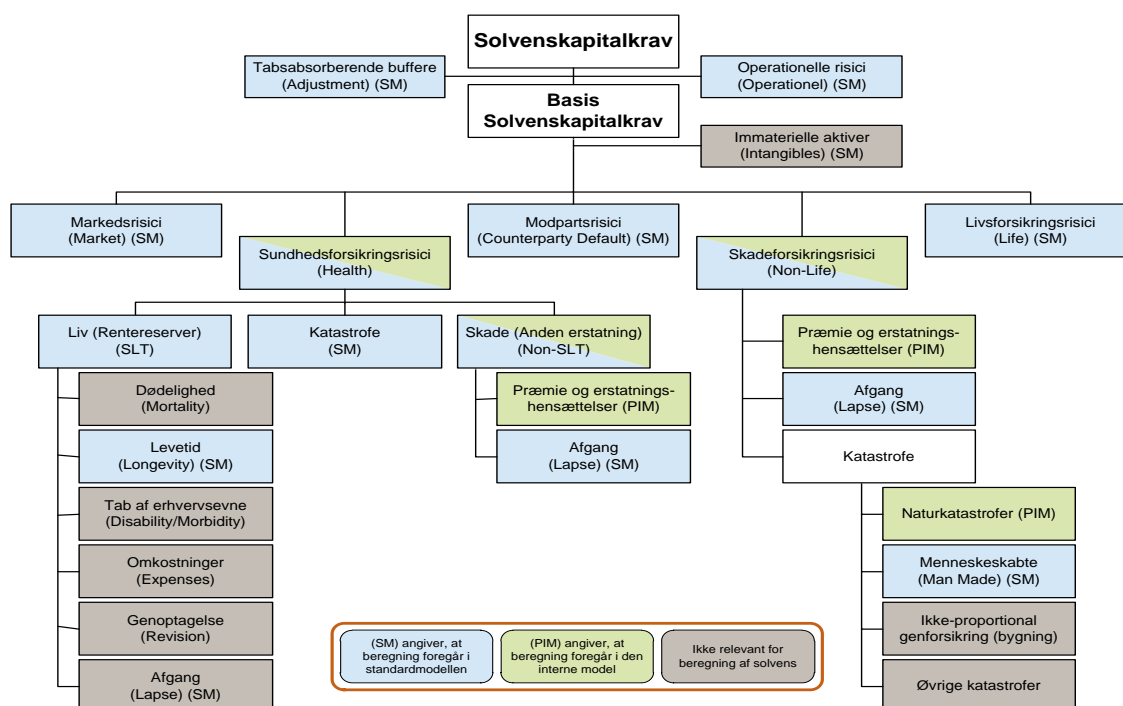 Solvenskapitalkrav
Tabsabsorberende buffere
(Adjustment) (SM)
Operationelle risici
(Operationel) (SM)
Basis
Solvenskapitalkrav
Immaterielle aktiver
(Intangibles) (SM)
Markedsrisici
(Market) (SM)
Modpartsrisici
(Counterparty Default) (SM)
Livsforsikringsrisici
(Life) (SM)
Sundhedsforsikringsrisici
(Health)
Skadeforsikringsrisici
(Non-Life)
Liv (Rentereserver)
(SLT)
Katastrofe
(SM)
Skade (Anden erstatning)
(Non-SLT)
Præmie og erstatnings-
hensættelser (PIM)
Dødelighed
(Mortality)
Præmie og erstatnings-
hensættelser (PIM)
Afgang
(Lapse) (SM)
Levetid
(Longevity) (SM)
Afgang
(Lapse) (SM)
Katastrofe
Tab af erhvervsevne
(Disability/Morbidity)
Naturkatastrofer (PIM)
Omkostninger
(Expenses)
Menneskeskabte
(Man Made) (SM)
Genoptagelse
(Revision)
Ikke-proportional
genforsikring (bygning)
Afgang
(Lapse) (SM)
Øvrige katastrofer
(SM) angiver, at
beregning foregår i
standardmodellen
(PIM) angiver, at
beregning foregår i den
interne model
Ikke relevant for
beregning af solvens